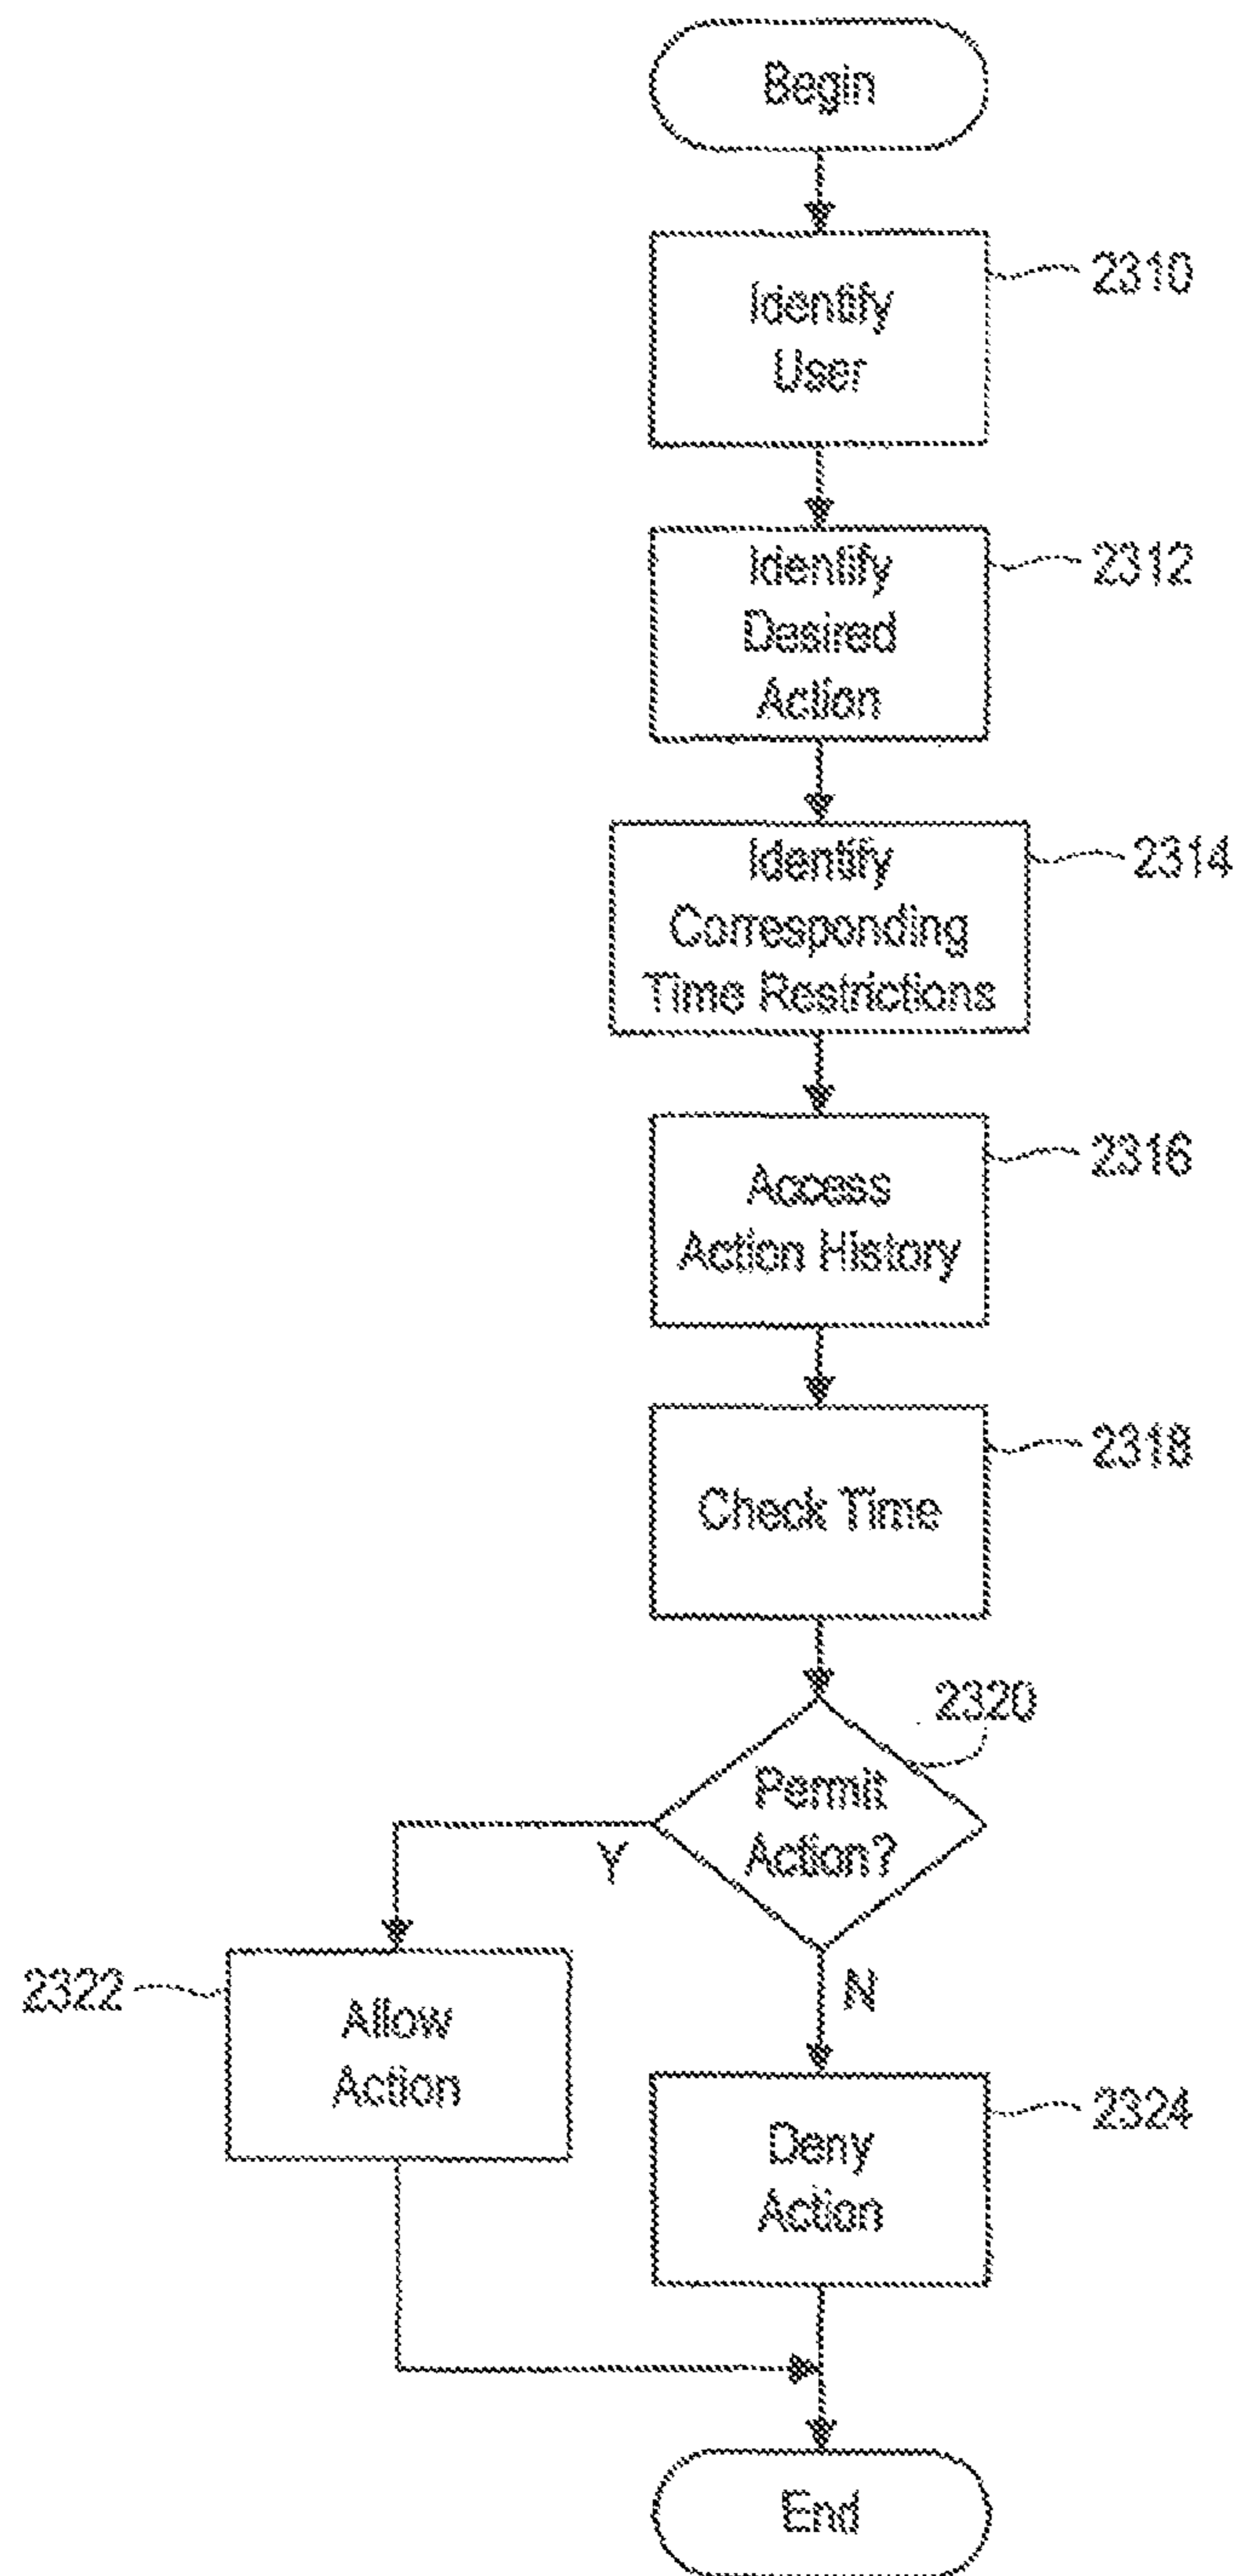 Begin
Identify
User
2310
Identify
Desired
Action
2312
Identify
Corresponding
Time Restrictions
2314
Access
Action History
2316
Check Time
2318
2320
Permit
Action?
Y
N
2322
Allow
Action
Deny
Action
2324
End